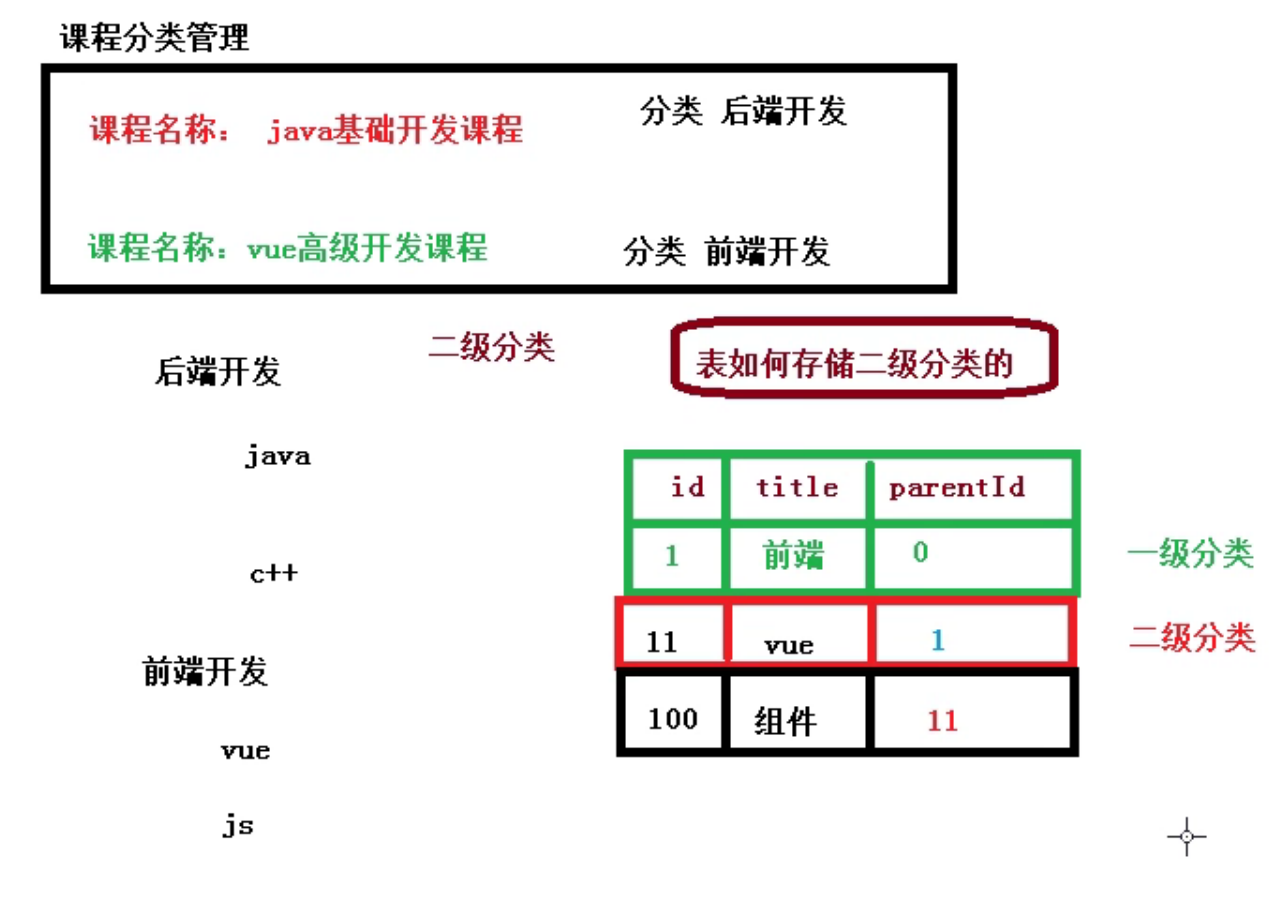 课程分类管理
课程名称： java基础开发课程
分类 后端开发
课程名称：vue高级开发课程
分类 前端开发
后端开发
java
c++
前端开发
vue
js
二级分类
表如何存储二级分类的
id title parentId
1 前端 0 一级分类
11 vue 1 二级分类
100 组件 11